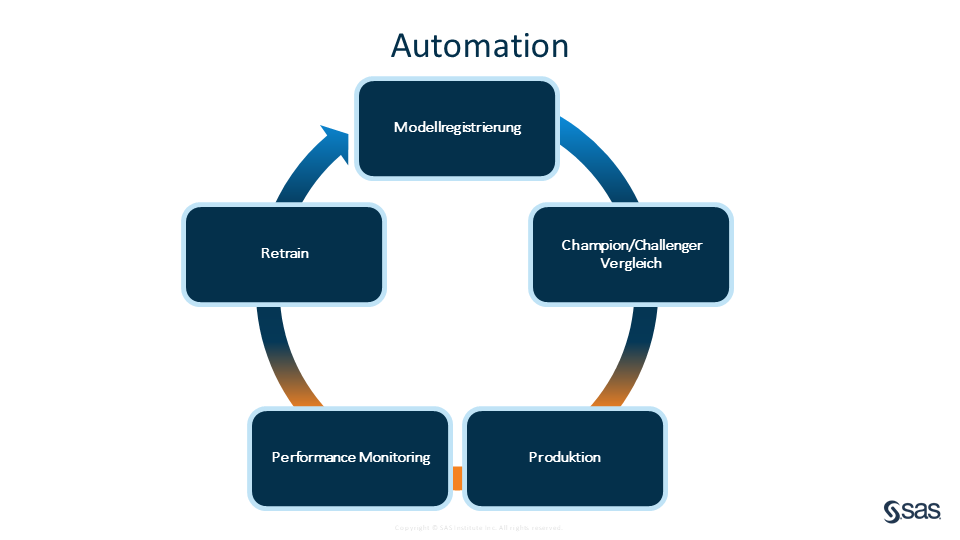 Automation
Modellregistrierung
Champion/Challenger
Vergleich
Produktion
Performance Monitoring
Retrain
Copyright © SAS Institute Inc. All rights reserved.
sas